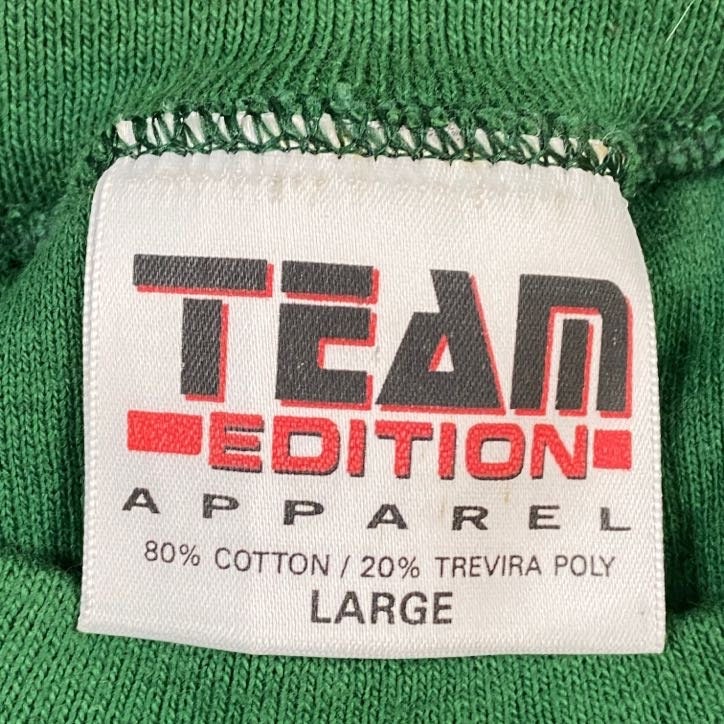 TEAM
EDITION
APPAREL
80% COTTON / 20% TREVIRA POLY
LARGE